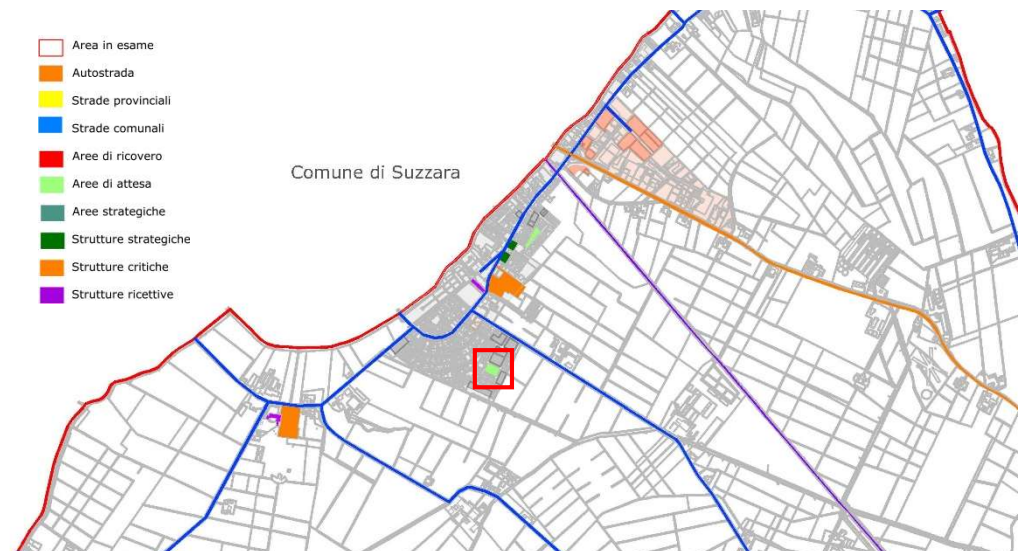 Area in esame
Autostrada
Strade provinciali
Strade comunali
Aree di ricovero
Aree di attesa
Aree strategiche
Strutture strategiche
Strutture critiche
Strutture ricettive
Comune di Suzzara